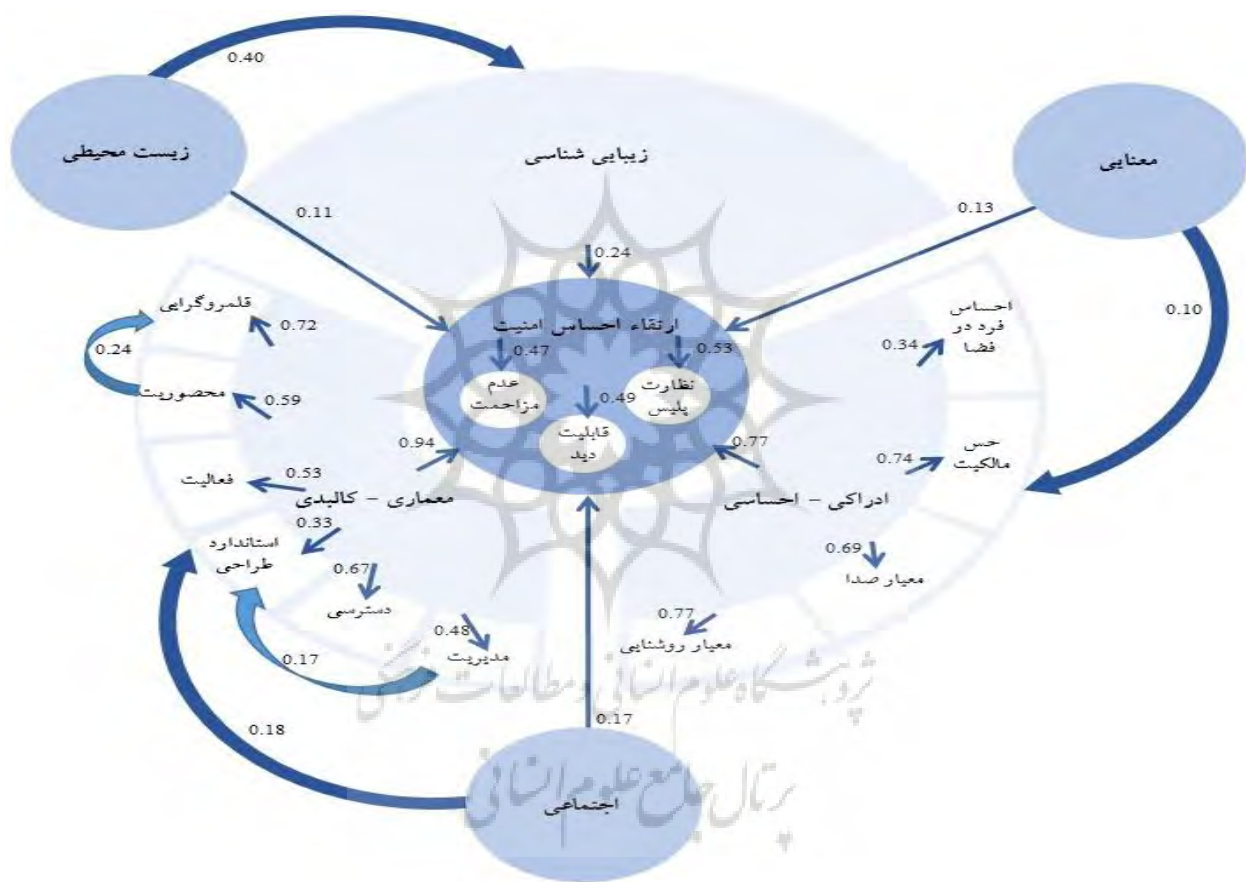 0.40
زیست محیطی
زیبایی شناسی
معنایی
0.11
0.13
0.24
قلمروگرایی
0.72
ارتقاء احساس امنیت
احساس
فرد در
فضا
0.10
0.24
0.47
0.53
0.34
محصوریت
0.59
عدم
مزاحمت
0.49
نظارت
پلیس
قابلیت
دید
0.94
0.77
حس
مالکیت
0.74
فعالیت
0.53
معماری - کالبدی
ادراکی - احساسی
0.33
استاندارد
طراحی
0.67
دسترسی
0.69
معیار صدا
0.48
مدیریت
0.77
معیار روشنایی
0.17
پژوهشگاه علوم انسانی و مطالعات فرهنگی
0.18
0.17
پرتال جامع علوم انسانی
اجتماعی